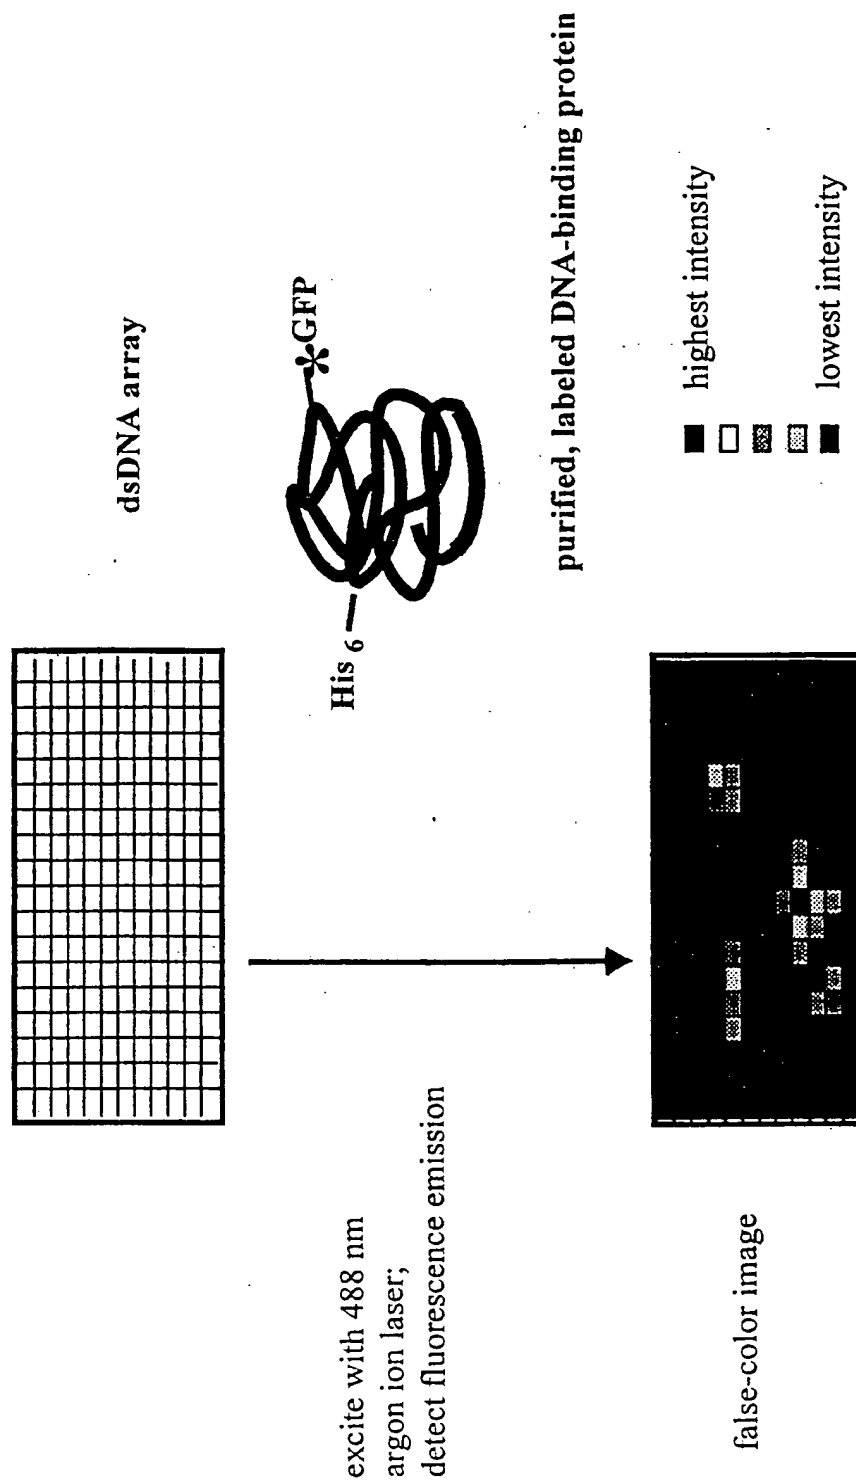 dsDNA array
His 6
*GFP
purified, labeled DNA-binding protein
excite with 488 nm
argon ion laser;
detect fluorescence emission
false-color image
highest intensity
lowest intensity